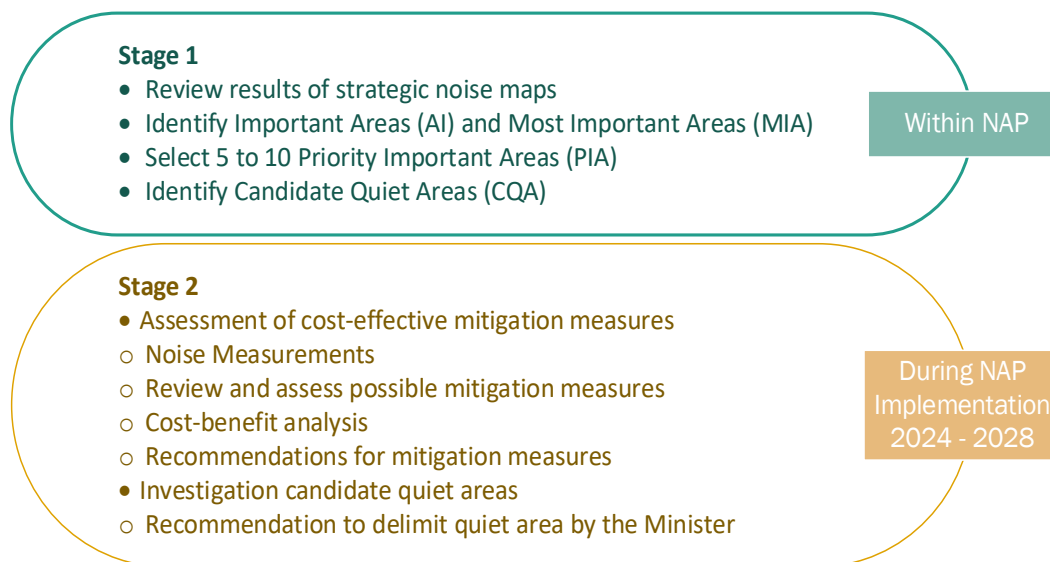 Stage 1
• Review results of strategic noise maps
• Identify Important Areas (AI) and Most Important Areas (MIA)
• Select 5 to 10 Priority Important Areas (PIA)
• Identify Candidate Quiet Areas (CQA)
Within NAP
Stage 2
• Assessment of cost-effective mitigation measures
○ Noise Measurements
○ Review and assess possible mitigation measures
○ Cost-benefit analysis
○ Recommendations for mitigation measures
• Investigation candidate quiet areas
○ Recommendation to delimit quiet area by the Minister
During NAP
Implementation
2024 - 2028